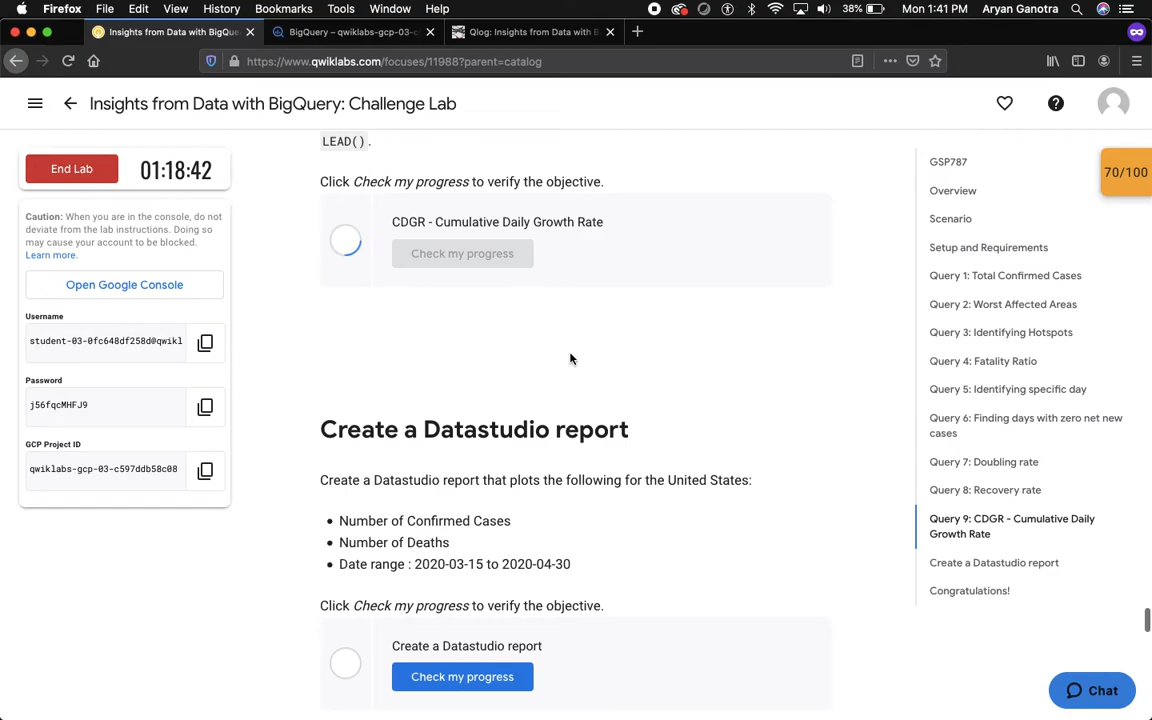 Firefox File Edit View History Bookmarks Tools Window Help 38% Mon 1:41 PM Aryan Ganotra
Insights from Data with BigQue BigQuery – qwiklabs-gcp-03-c Qlog: Insights from Data with B
https://www.qwiklabs.com/focuses/11988?parent=catalog
Insights from Data with BigQuery: Challenge Lab
End Lab 01:18:42
Caution: When you are in the console, do not
deviate from the lab instructions. Doing so
may cause your account to be blocked.
Learn more.
Open Google Console
Username
student-03-0fc648df258d@qwikl
Password
j56fqcMHFJ9
GCP Project ID
qwiklabs-gcp-03-c597ddb58c08
LEAD().
Click Check my progress to verify the objective.
CDGR - Cumulative Daily Growth Rate
Check my progress
Create a Datastudio report
Create a Datastudio report that plots the following for the United States:
• Number of Confirmed Cases
• Number of Deaths
• Date range : 2020-03-15 to 2020-04-30
Click Check my progress to verify the objective.
Create a Datastudio report
Check my progress
GSP787
Overview
Scenario
Setup and Requirements
Query 1: Total Confirmed Cases
Query 2: Worst Affected Areas
Query 3: Identifying Hotspots
Query 4: Fatality Ratio
Query 5: Identifying specific day
Query 6: Finding days with zero net new
cases
Query 7: Doubling rate
Query 8: Recovery rate
Query 9: CDGR - Cumulative Daily
Growth Rate
Create a Datastudio report
Congratulations!
70/100
Chat